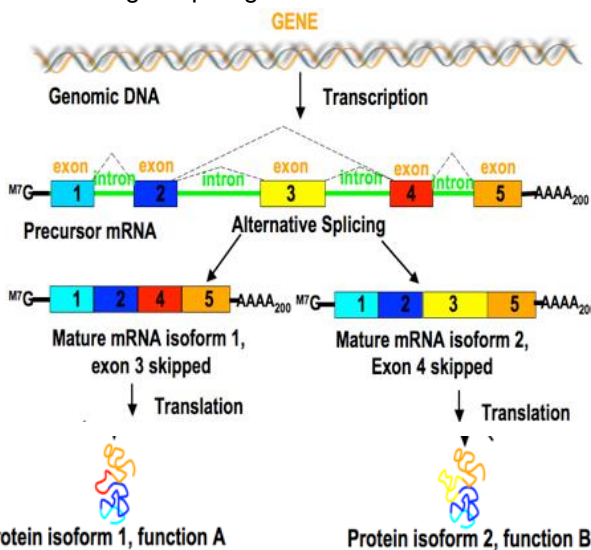 GENE
Genomic DNA
Transcription
exon exon exon exon exon
intron intron intron intron
M7G 1 2 3 4 5 AAAA200
Precursor mRNA
Alternative Splicing
M7G 1 2 4 5 AAAA200 M7G 1 2 3 5 AAAA20
Mature mRNA isoform 1,
exon 3 skipped
Mature mRNA isoform 2,
Exon 4 skipped
Translation
Translation
rotein isoform 1, function A
Protein isoform 2, function B